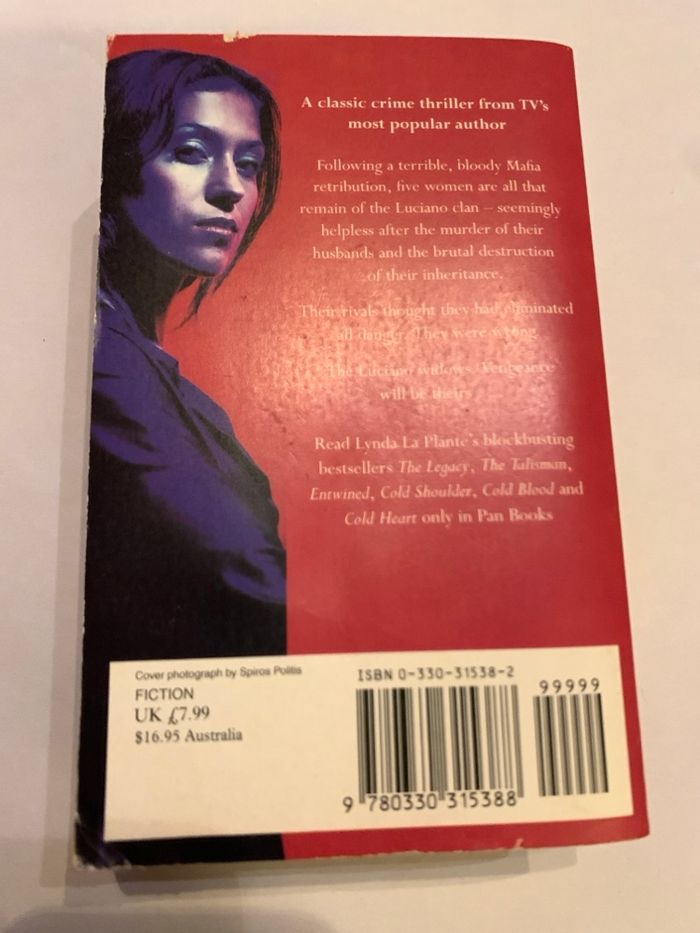 A classic crime thriller from TV's
most popular author
Following a terrible, bloody Mafia
retribution, five women are all that
remain of the Luciano clan – seemingly
helpless after the murder of their
husbands and the brutal destruction
of their inheritance.
Their rivals thought they had eliminated
all danger. They were wrong.
The Luciano widows. Vengeance
will be theirs
Read Lynda La Plante's blockbusting
bestsellers The Legacy, The Talisman,
Entwined, Cold Shoulder, Cold Blood and
Cold Heart only in Pan Books
Cover photograph by Spiros Politis
FICTION
UK £7.99
$16.95 Australia
ISBN 0-330-31538-2
99999
9 780330 315388